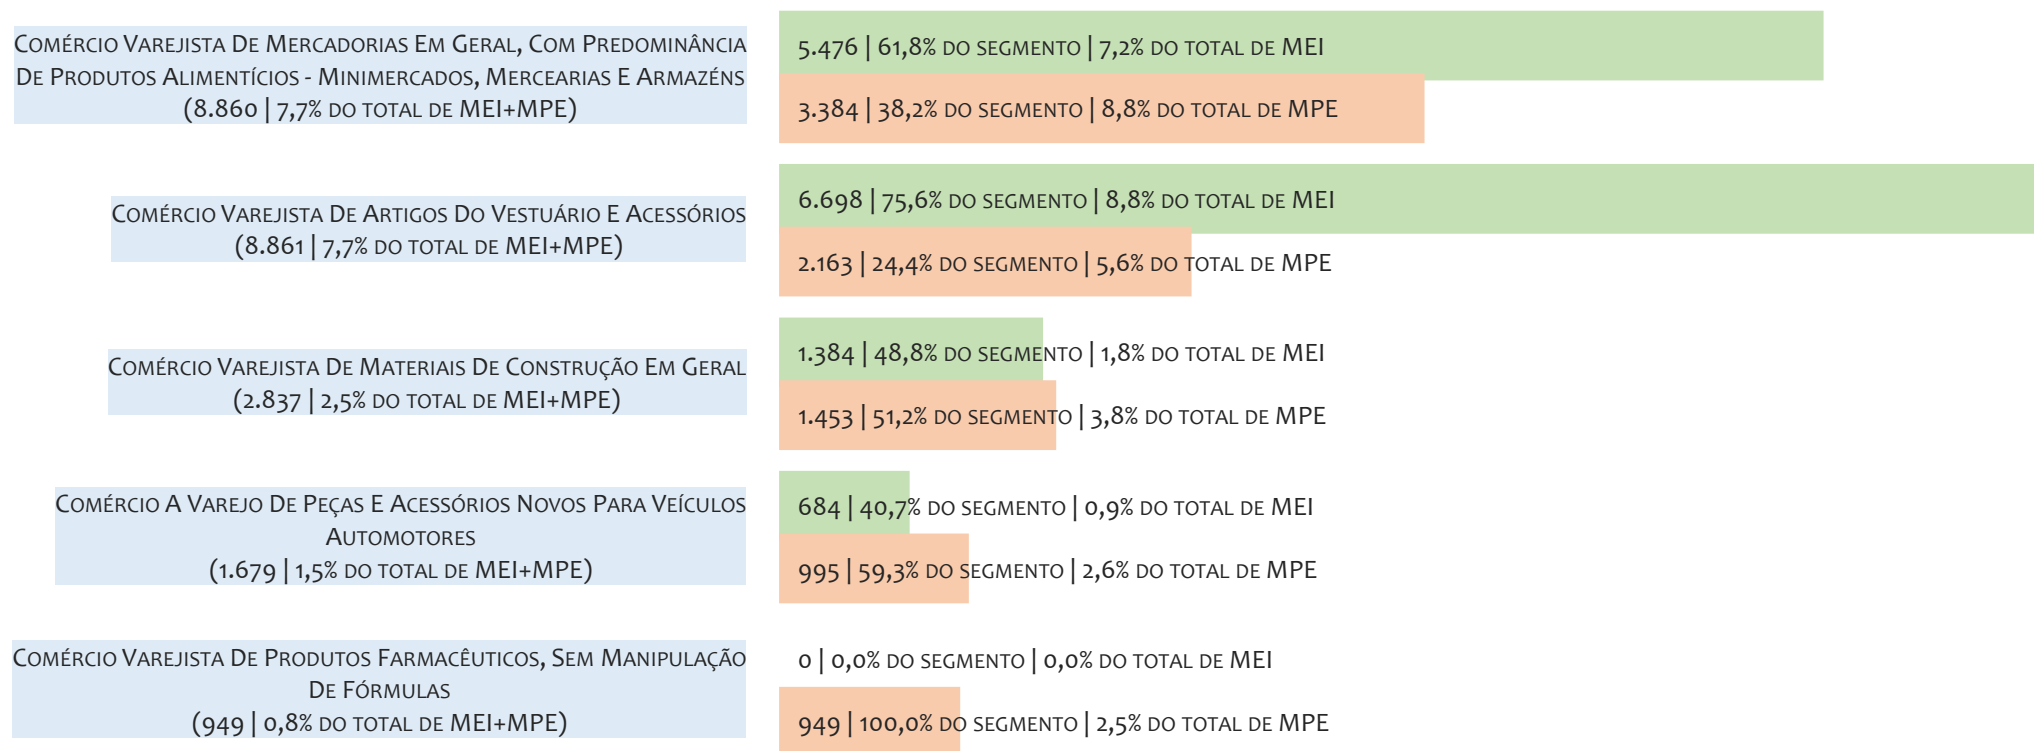 Comércio Varejista De Mercadorias Em Geral, Com Predominância
De Produtos Alimentícios - Minimercados, Mercearias E Armazéns
(8.860 | 7,7% do total de MEI+MPE)
5.476 | 61,8% do segmento | 7,2% do total de MEI
3.384 | 38,2% do segmento | 8,8% do total de MPE
Comércio Varejista De Artigos Do Vestuário E Acessórios
(8.861 | 7,7% do total de MEI+MPE)
6.698 | 75,6% do segmento | 8,8% do total de MEI
2.163 | 24,4% do segmento | 5,6% do total de MPE
Comércio Varejista De Materiais De Construção Em Geral
(2.837 | 2,5% do total de MEI+MPE)
1.384 | 48,8% do segmento | 1,8% do total de MEI
1.453 | 51,2% do segmento | 3,8% do total de MPE
Comércio A Varejo De Peças E Acessórios Novos Para Veículos
Automotores
(1.679 | 1,5% do total de MEI+MPE)
684 | 40,7% do segmento | 0,9% do total de MEI
995 | 59,3% do segmento | 2,6% do total de MPE
Comércio Varejista De Produtos Farmacêuticos, Sem Manipulação
De Fórmulas
(949 | 0,8% do total de MEI+MPE)
0 | 0,0% do segmento | 0,0% do total de MEI
949 | 100,0% do segmento | 2,5% do total de MPE